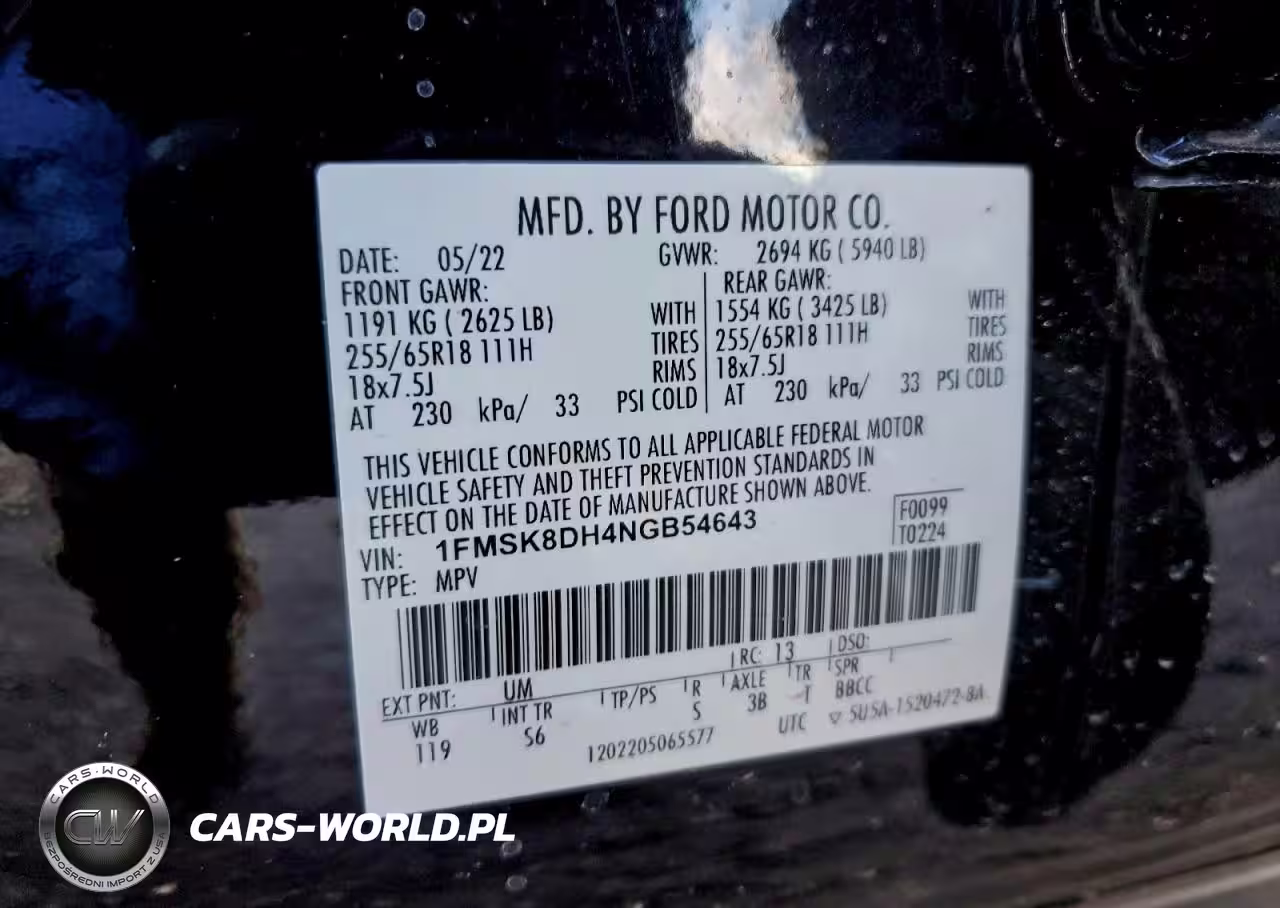 MFD. BY FORD MOTOR CO.
DATE: 05/22 GVWR: 2694 KG ( 5940 LB)
FRONT GAWR: REAR GAWR:
1191 KG ( 2625 LB) WITH 1554 KG ( 3425 LB) WITH
255/65R18 111H TIRES 255/65R18 111H TIRES
18x7.5J RIMS 18x7.5J RIMS
AT 230 kPa/ 33 PSI COLD AT 230 kPa/ 33 PSI COLD
THIS VEHICLE CONFORMS TO ALL APPLICABLE FEDERAL MOTOR
VEHICLE SAFETY AND THEFT PREVENTION STANDARDS IN
EFFECT ON THE DATE OF MANUFACTURE SHOWN ABOVE.
VIN: 1FMSK8DH4NGB54643 F0099
TYPE: MPV T0224
EXT PNT: UM RC: 13 DSO:
WB INT TR TP/PS R AXLE TR SPR
119 S6 S 3B T BBCC
1202205065577 UTC ▽ 5U5A-1520472-8A
CARS-WORLD
CW
BEZPOŚREDNI IMPORT Z USA
CARS-WORLD.PL